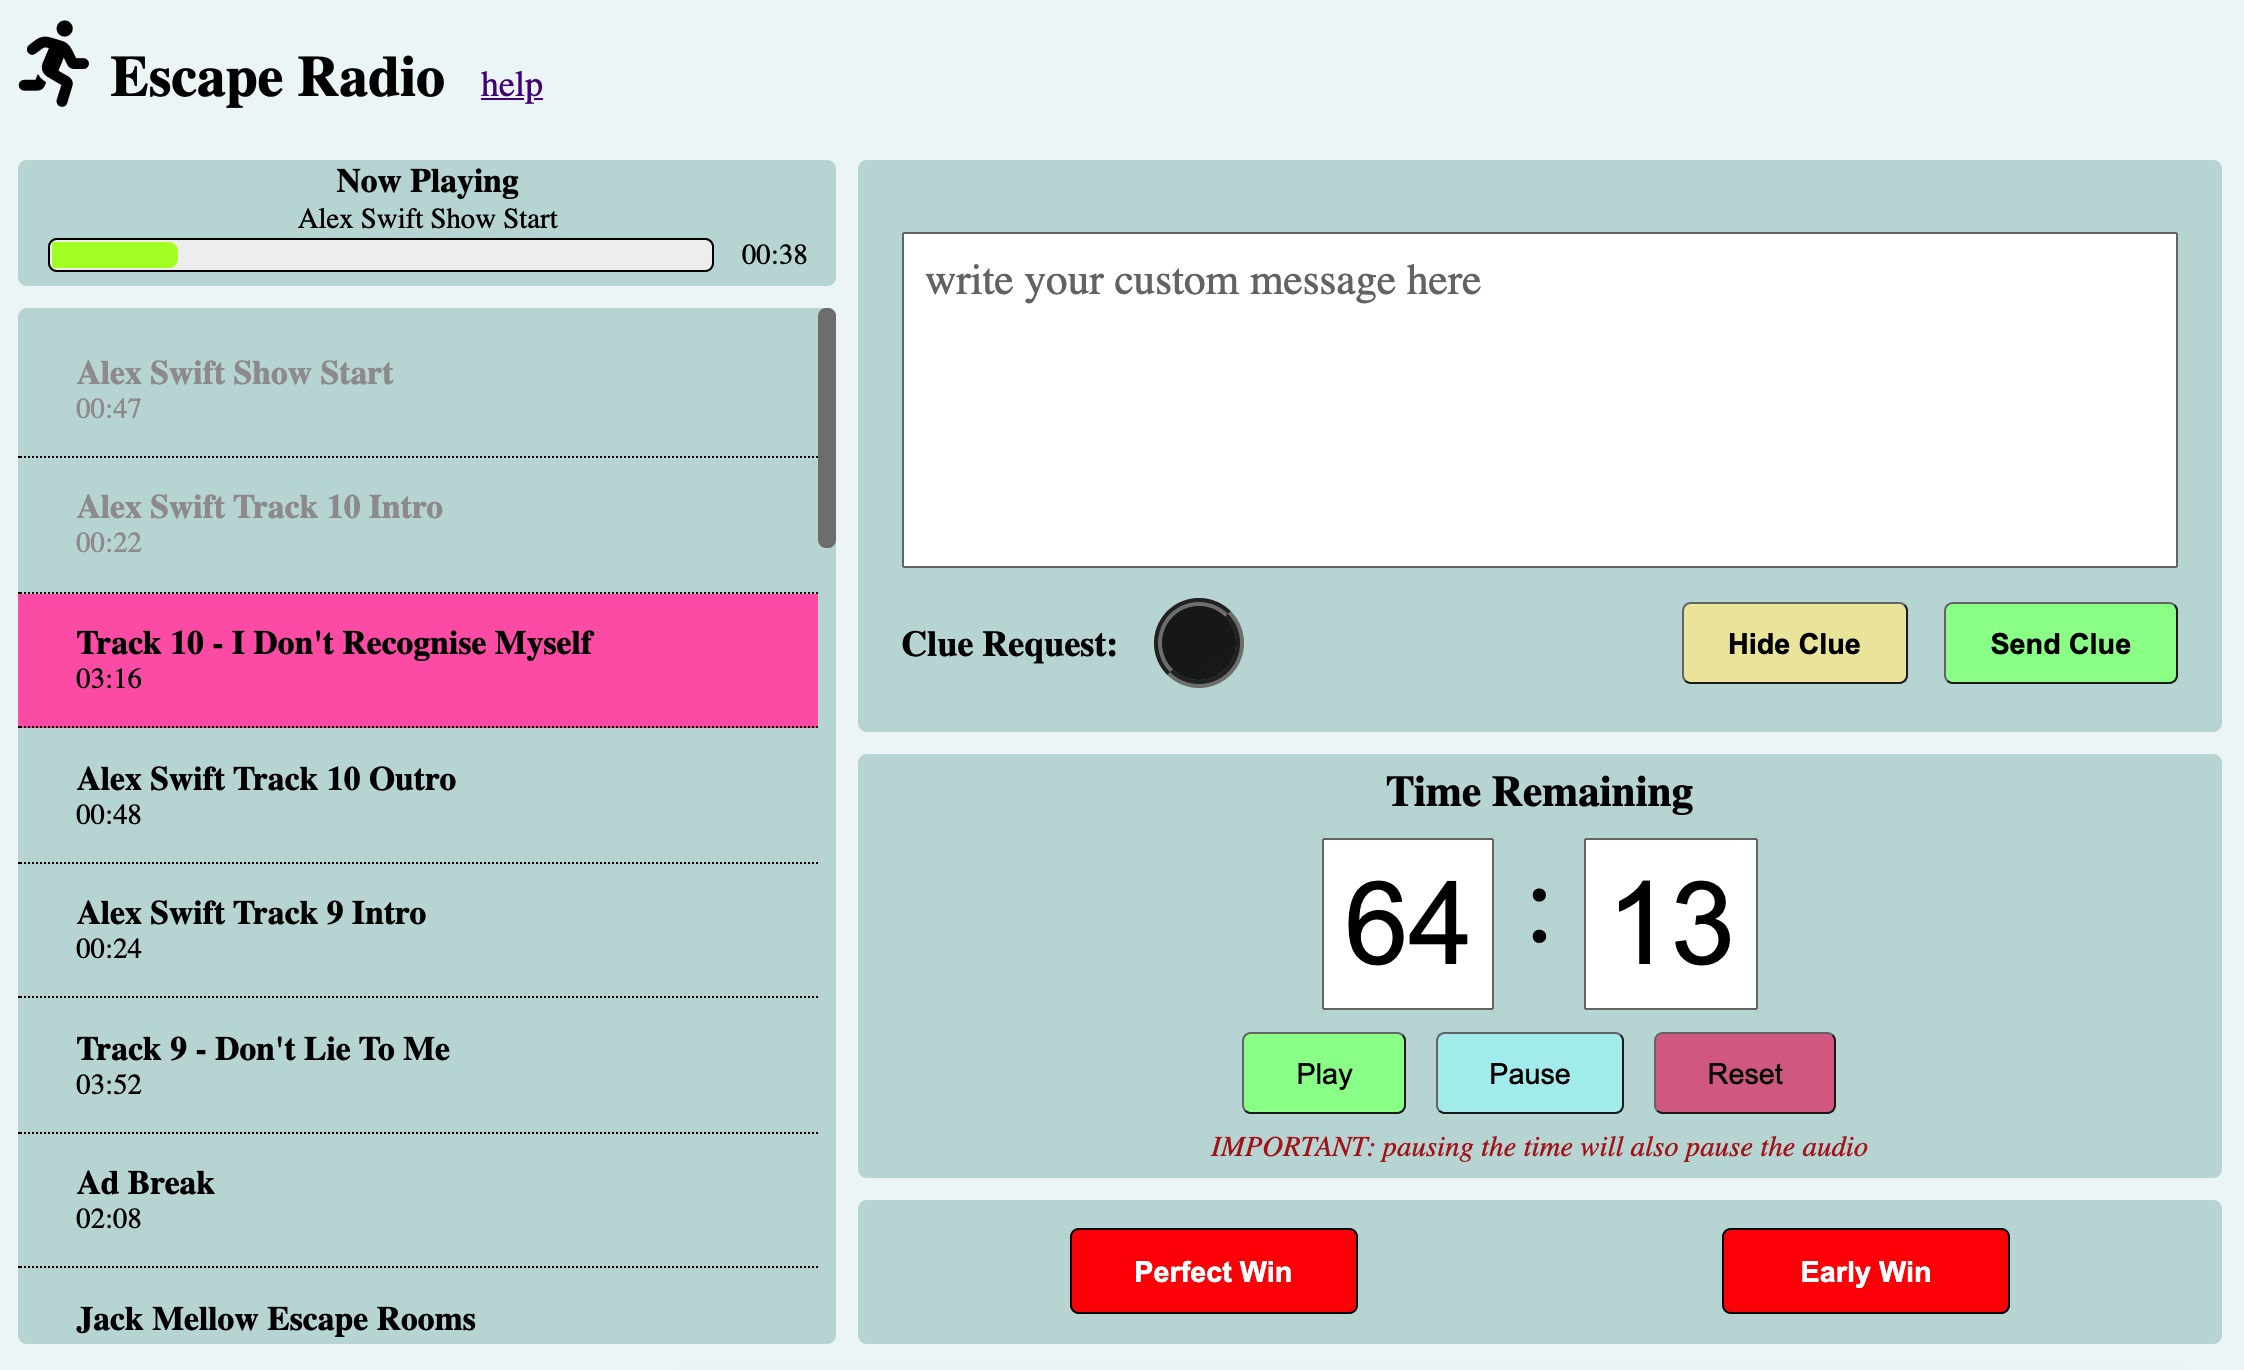 Escape Radio help
Now Playing
Alex Swift Show Start
00:38
Alex Swift Show Start
00:47
Alex Swift Track 10 Intro
00:22
Track 10 - I Don't Recognise Myself
03:16
Alex Swift Track 10 Outro
00:48
Alex Swift Track 9 Intro
00:24
Track 9 - Don't Lie To Me
03:52
Ad Break
02:08
Jack Mellow Escape Rooms
write your custom message here
Clue Request: Hide Clue Send Clue
Time Remaining
64 : 13
Play Pause Reset
IMPORTANT: pausing the time will also pause the audio
Perfect Win Early Win